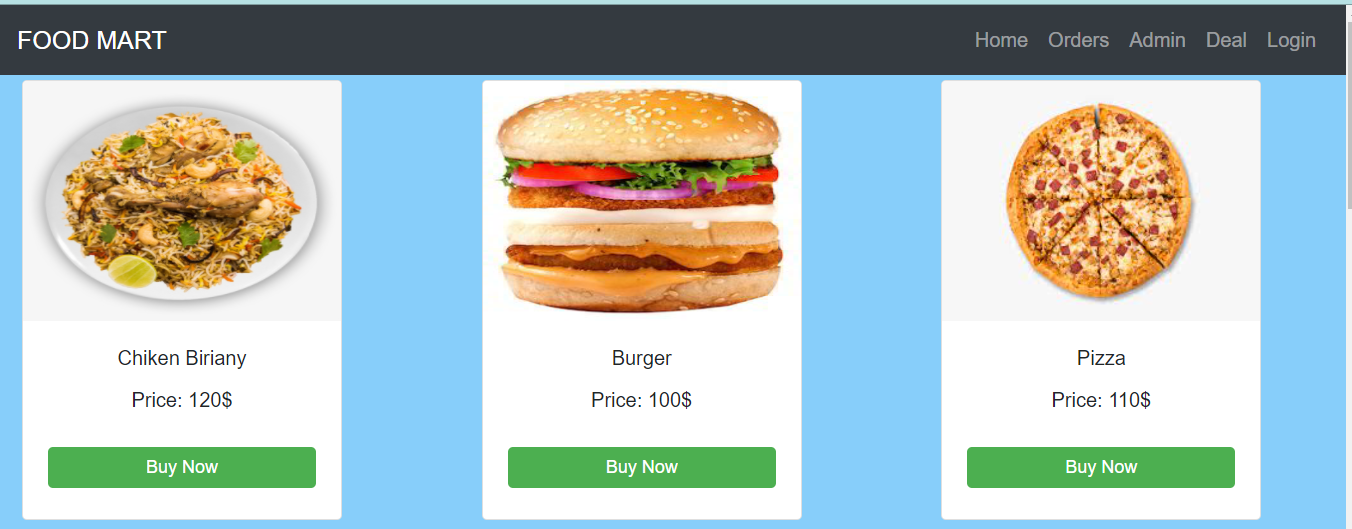 FOOD MART
Home Orders Admin Deal Login
Chiken Biriany
Price: 120$
Buy Now
Burger
Price: 100$
Buy Now
Pizza
Price: 110$
Buy Now